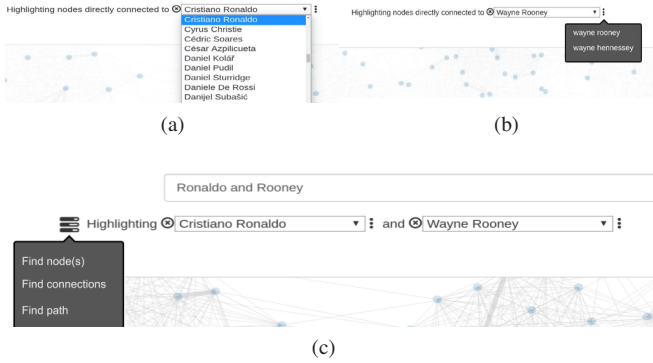 Highlighting nodes directly connected to Cristiano Ronaldo
Cristiano Ronaldo
Cyrus Christie
Cédric Soares
César Azpilicueta
Daniel Kolář
Daniel Pudil
Daniel Sturridge
Daniele De Rossi
Danijel Subašić
(a)
Highlighting nodes directly connected to Wayne Rooney
wayne rooney
wayne hennessey
(b)
Ronaldo and Rooney
Highlighting Cristiano Ronaldo and Wayne Rooney
Find node(s)
Find connections
Find path
(c)